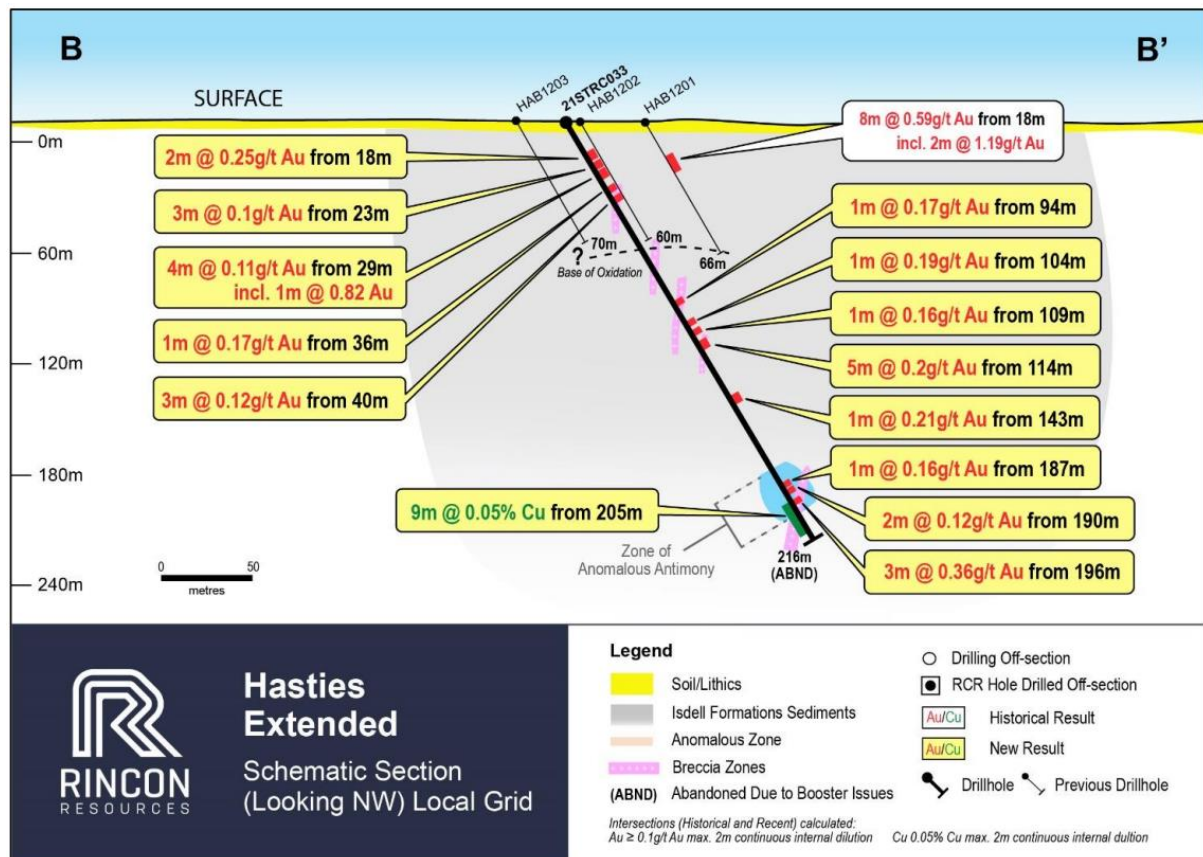 B
B'
SURFACE
HAB1203
21STRC033
HAB1202
HAB1201
0m
60m
120m
180m
240m
2m @ 0.25g/t Au from 18m
3m @ 0.1g/t Au from 23m
4m @ 0.11g/t Au from 29m
incl. 1m @ 0.82 Au
1m @ 0.17g/t Au from 36m
3m @ 0.12g/t Au from 40m
9m @ 0.05% Cu from 205m
8m @ 0.59g/t Au from 18m
incl. 2m @ 1.19g/t Au
1m @ 0.17g/t Au from 94m
1m @ 0.19g/t Au from 104m
1m @ 0.16g/t Au from 109m
5m @ 0.2g/t Au from 114m
1m @ 0.21g/t Au from 143m
1m @ 0.16g/t Au from 187m
2m @ 0.12g/t Au from 190m
3m @ 0.36g/t Au from 196m
70m
60m
66m
?
Base of Oxidation
Zone of
Anomalous Antimony
216m
(ABND)
0 50
metres
RINCON
RESOURCES
Hasties
Extended
Schematic Section
(Looking NW) Local Grid
Legend
Soil/Lithics
Isdell Formations Sediments
Anomalous Zone
Breccia Zones
(ABND) Abandoned Due to Booster Issues
Drilling Off-section
RCR Hole Drilled Off-section
Au/Cu Historical Result
Au/Cu New Result
Drillhole Previous Drillhole
Intersections (Historical and Recent) calculated:
Au ≥ 0.1g/t Au max. 2m continuous internal dilution Cu 0.05% Cu max. 2m continuous internal dultion